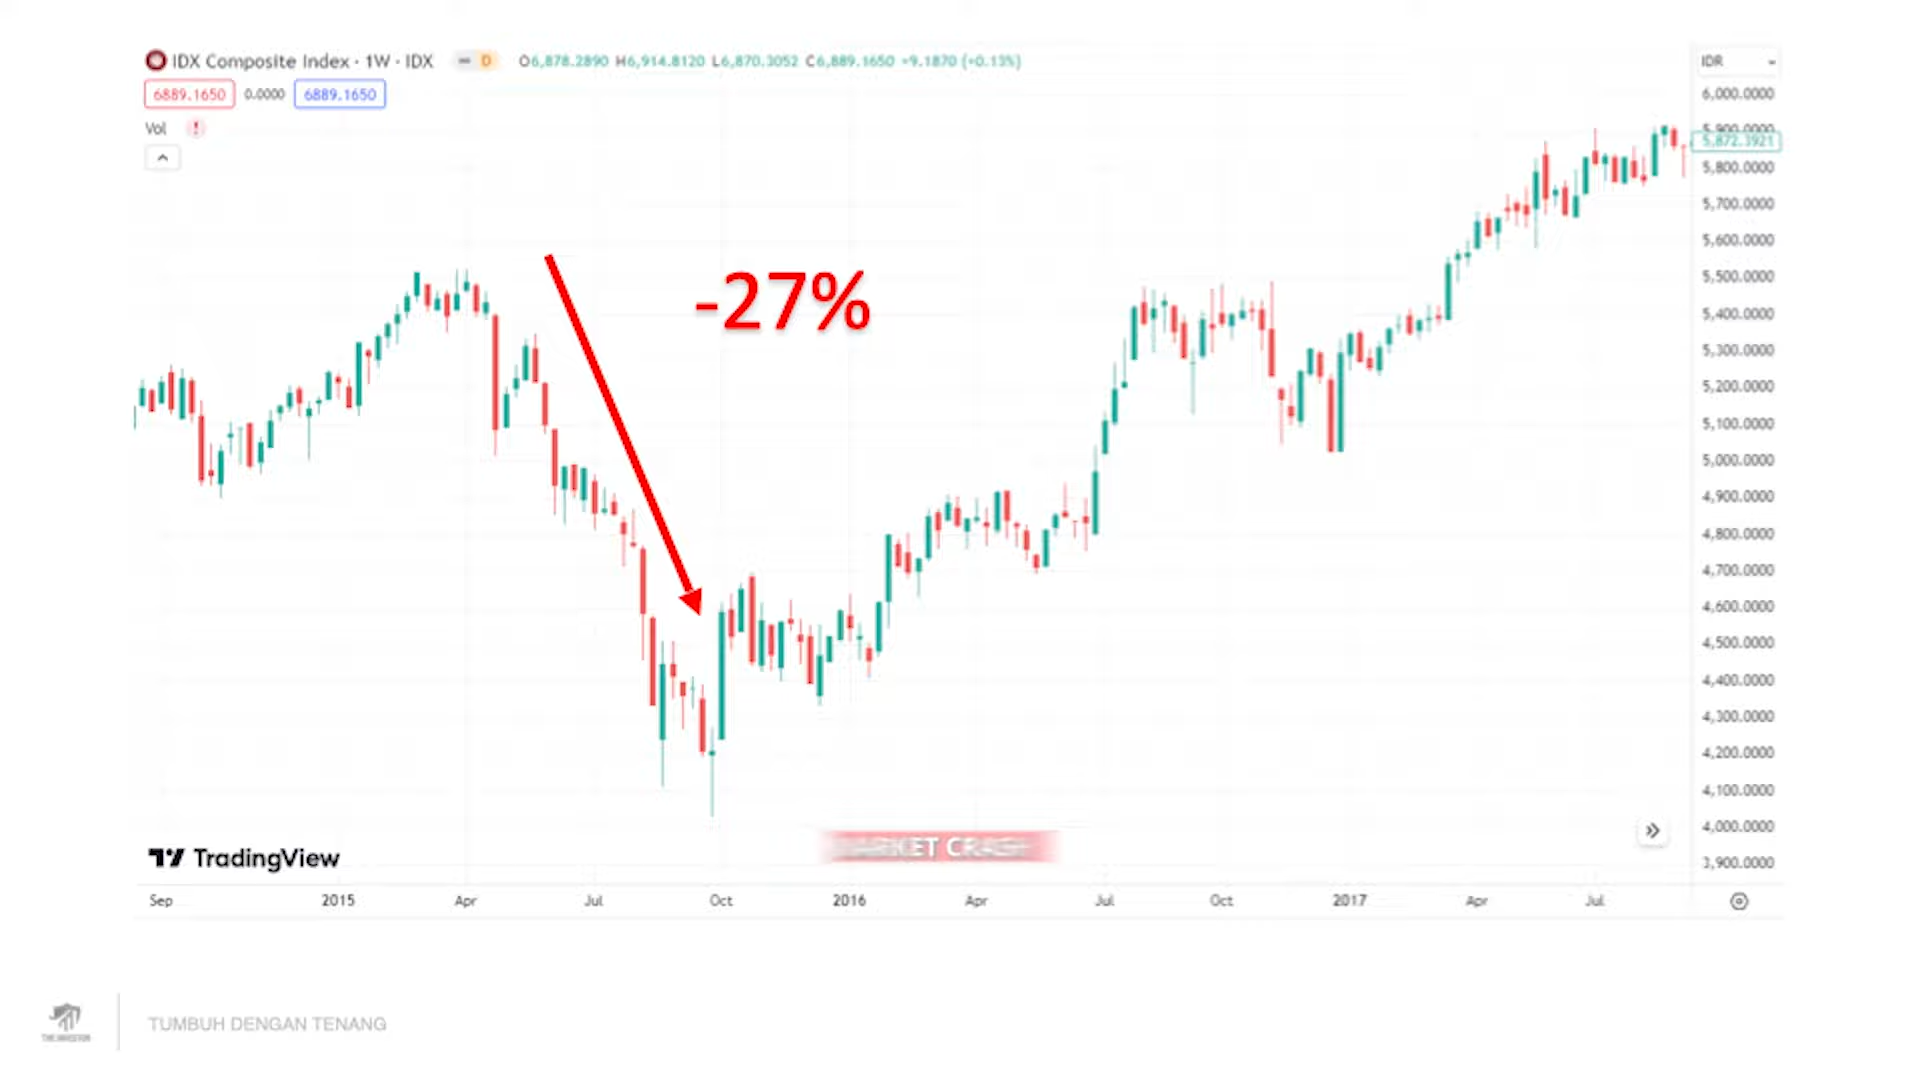 IDX Composite Index · 1W · IDX D O6,878.2890 H6,914.8120 L6,870.3052 C6,889.1650 +9.1870 (+0.13%)
IDR
6889.1650 0.0000 6889.1650
Vol !
6,000.0000
5,900.0000
5,872.3921
5,800.0000
5,700.0000
5,600.0000
5,500.0000
5,400.0000
5,300.0000
5,200.0000
5,100.0000
5,000.0000
4,900.0000
4,800.0000
4,700.0000
4,600.0000
4,500.0000
4,400.0000
4,300.0000
4,200.0000
4,100.0000
4,000.0000
3,900.0000
-27%
MARKET CRASH
TradingView
Sep 2015 Apr Jul Oct 2016 Apr Jul Oct 2017 Apr Jul
THE INVESTOR
TUMBUH DENGAN TENANG